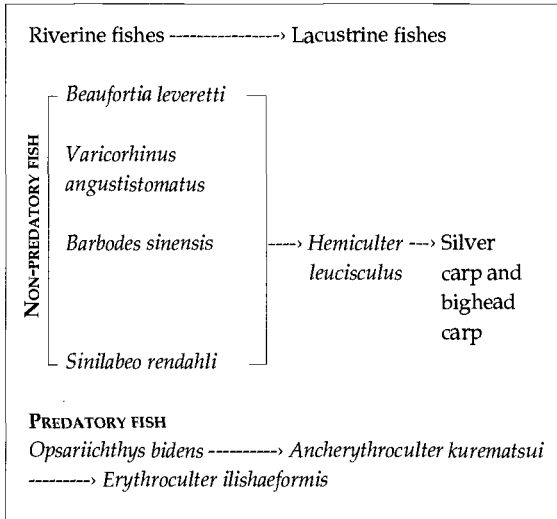 Riverine fishes ----------------› Lacustrine fishes
NON-PREDATORY FISH
Beaufortia leveretti
Varicorhinus
angustistomatus
Barbodes sinensis ----› Hemiculter ---› Silver
leucisculus carp and
bighead
carp
Sinilabeo rendahli
PREDATORY FISH
Opsariichthys bidens ----------› Ancherythroculter kurematsui
---------› Erythroculter ilishaeformis